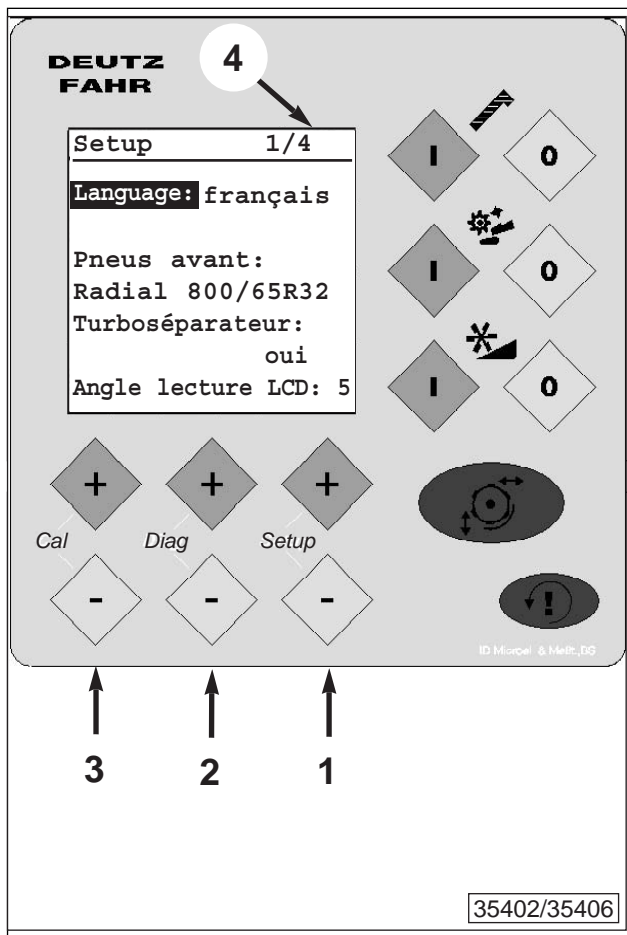 DEUTZ
FAHR
4
Setup 1/4
Language: français
Pneus avant:
Radial 800/65R32
Turboséparateur:
oui
Angle lecture LCD: 5
I 0
I 0
I 0
+ + +
Cal Diag Setup
- - -
!
3 2 1
35402/35406